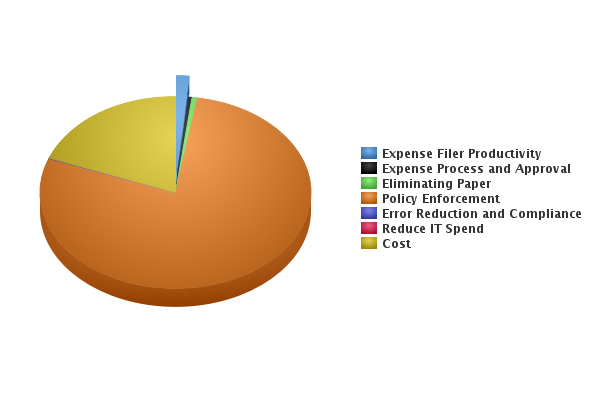 Expense Filer Productivity
Expense Process and Approval
Eliminating Paper
Policy Enforcement
Error Reduction and Compliance
Reduce IT Spend
Cost